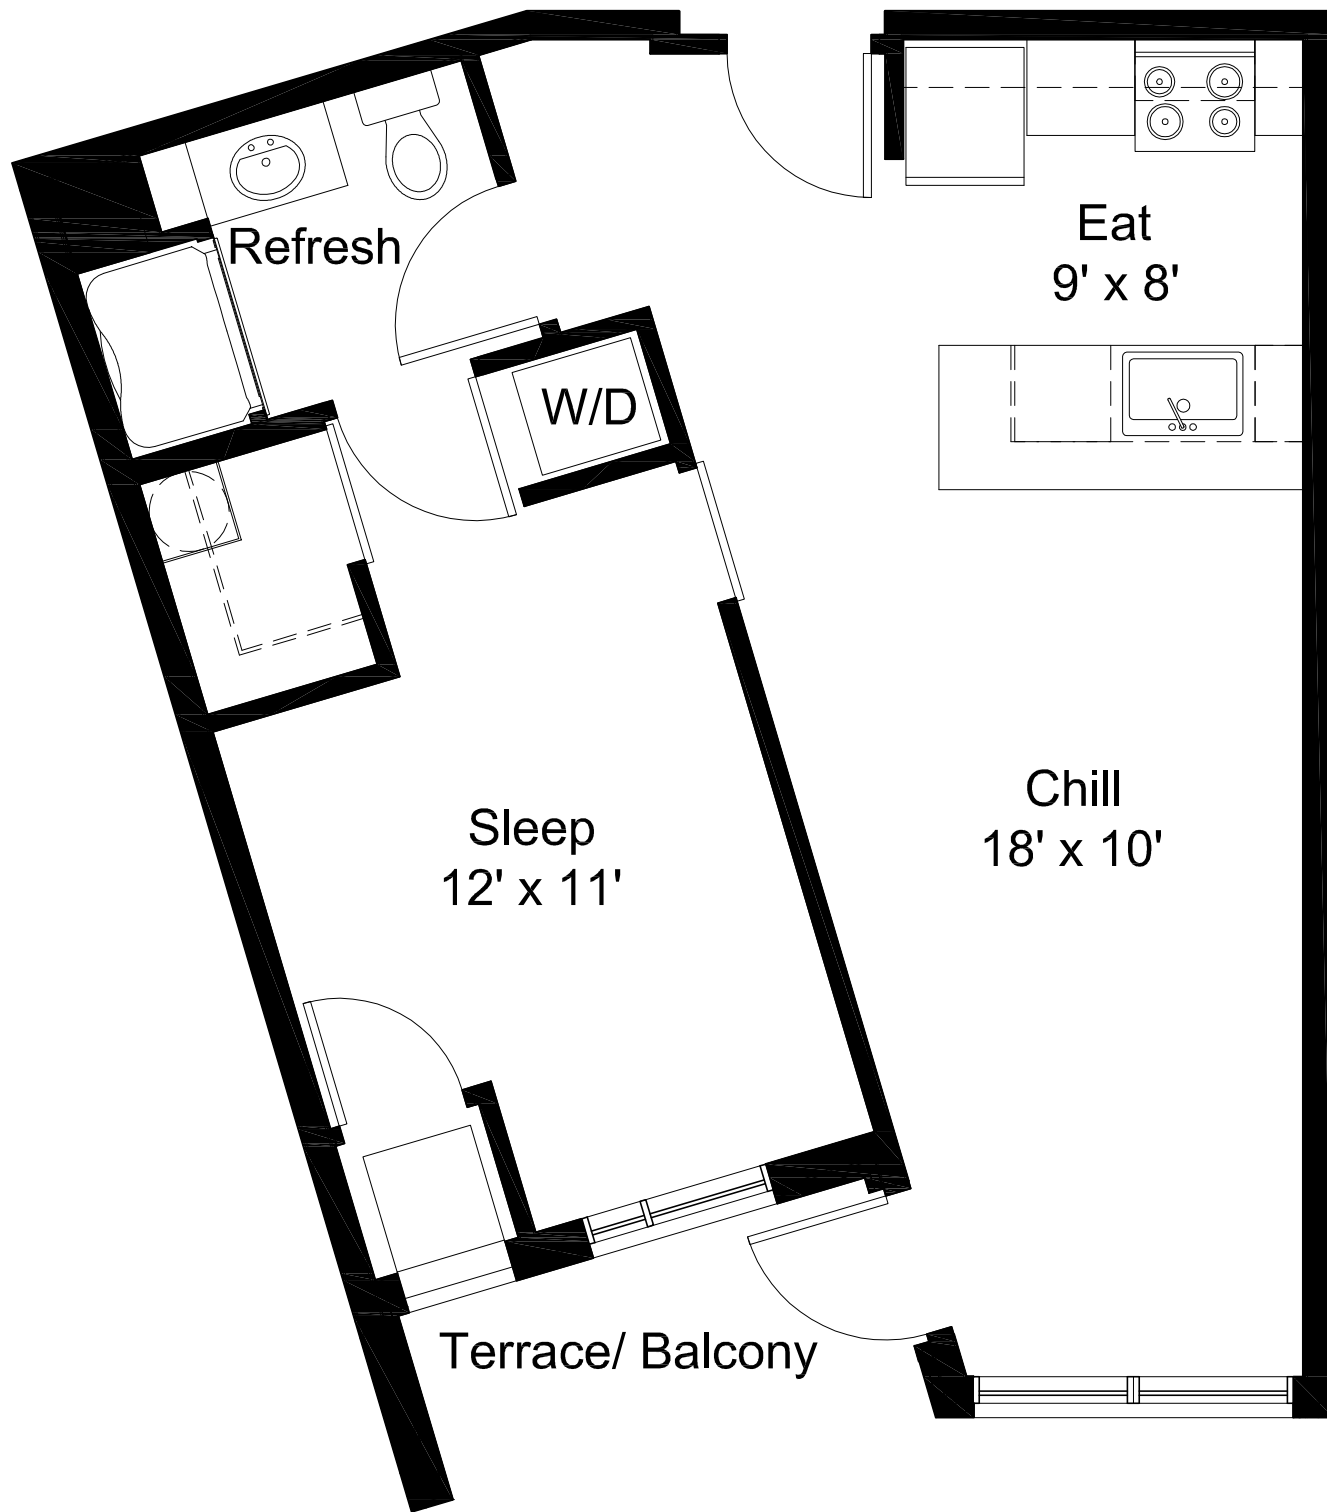 Refresh
Eat
9' x 8'
W/D
Chill
18' x 10'
Sleep
12' x 11'
Terrace/ Balcony